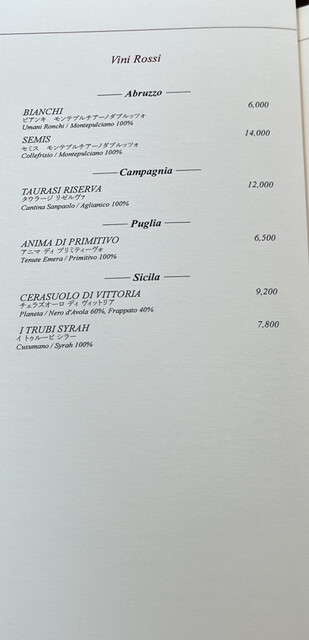 Vini Rossi
Abruzzo
BIANCHI 6,000
ビアンキ モンテプルチアーノダブルッツォ
Umani Ronchi / Montepulciano 100%
SEMIS 14,000
セミス モンテプルチアーノダブルッツォ
Collefrisio / Montepulciano 100%
Campagnia
TAURASI RISERVA 12,000
タウラージ リゼルヴァ
Cantina Sanpaolo / Aglianico 100%
Puglia
ANIMA DI PRIMITIVO 6,500
アニマ ディ プリミティーヴォ
Tenute Emera / Primitivo 100%
Sicila
CERASUOLO DI VITTORIA 9,200
チェラズオーロ ディ ヴィットリア
Planeta / Nero d'Avola 60%, Frappato 40%
I TRUBI SYRAH 7,800
イ トゥルービ シラー
Cusumano / Syrah 100%